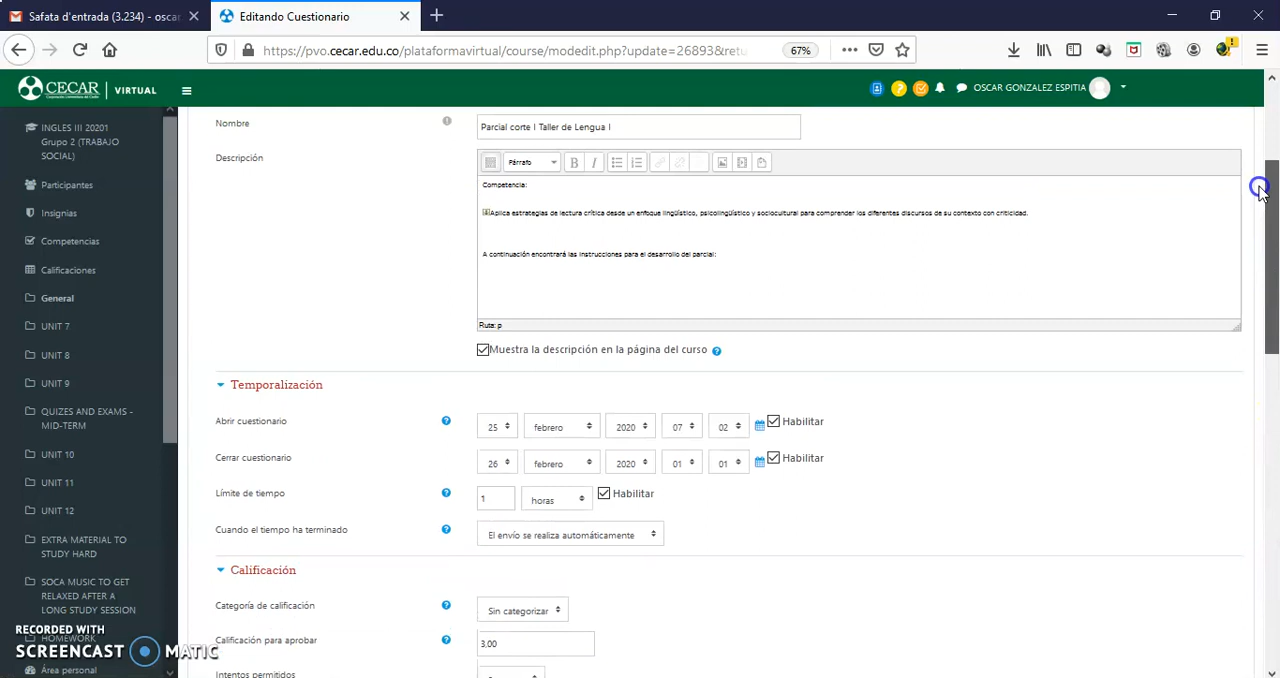 Safata d'entrada (3.234) - oscar
Editando Cuestionario
https://pvo.cecar.edu.co/plataformavirtual/course/modedit.php?update=26893&retu
67%
CECAR
VIRTUAL
OSCAR GONZALEZ ESPITIA
INGLES III 20201
Grupo 2 (TRABAJO
SOCIAL)
Participantes
Insignias
Competencias
Calificaciones
General
UNIT 7
UNIT 8
UNIT 9
QUIZES AND EXAMS -
MID-TERM
UNIT 10
UNIT 11
UNIT 12
EXTRA MATERIAL TO
STUDY HARD
SOCA MUSIC TO GET
RELAXED AFTER A
LONG STUDY SESSION
HOMEWORK
Área personal
Nombre
Parcial corte I Taller de Lengua I
Descripción
Párrafo
B I
Competencia:
Aplica estrategias de lectura crítica desde un enfoque lingüístico, psicolingüístico y sociocultural para comprender los diferentes discursos de su contexto con criticidad.
A continuación encontrará las instrucciones para el desarrollo del parcial:
Ruta: p
Muestra la descripción en la página del curso
Temporalización
Abrir cuestionario
25 febrero 2020 07 02 Habilitar
Cerrar cuestionario
26 febrero 2020 01 01 Habilitar
Límite de tiempo
1 horas Habilitar
Cuando el tiempo ha terminado
El envío se realiza automáticamente
Calificación
Categoría de calificación
Sin categorizar
Calificación para aprobar
3,00
Intentos permitidos
RECORDED WITH
SCREENCAST MATIC